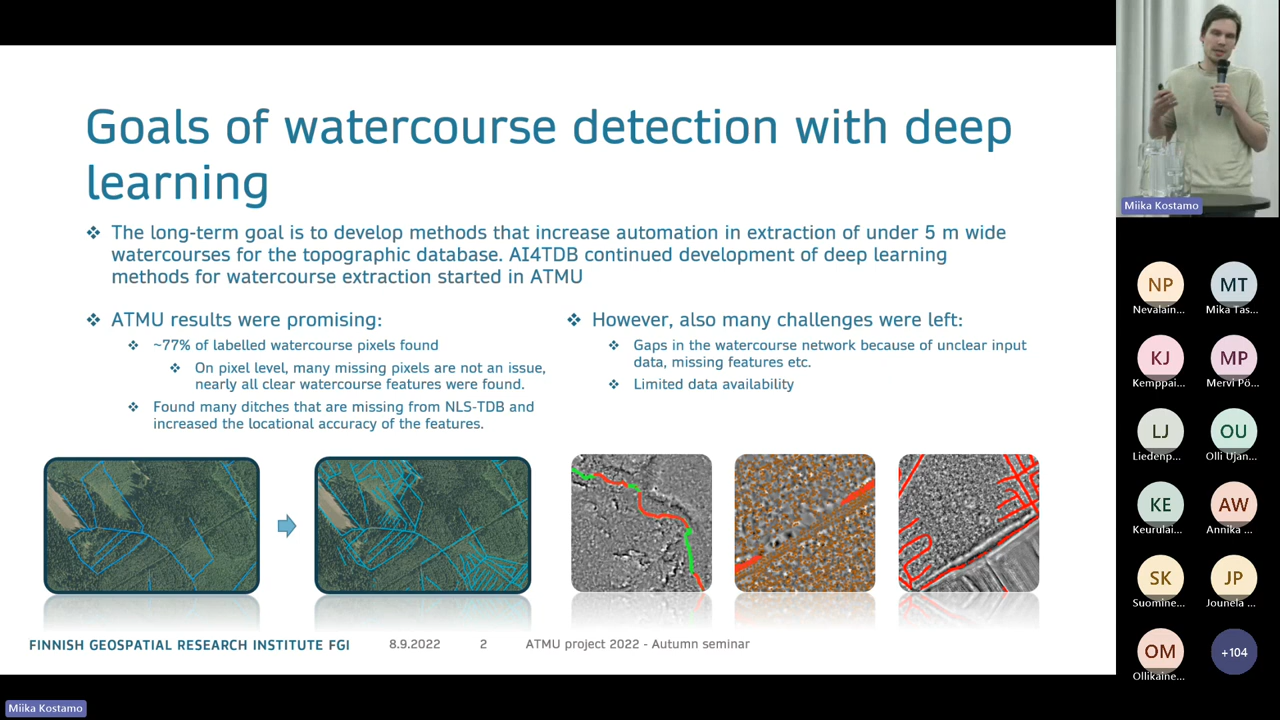 Goals of watercourse detection with deep
learning
❖ The long-term goal is to develop methods that increase automation in extraction of under 5 m wide
watercourses for the topographic database. AI4TDB continued development of deep learning
methods for watercourse extraction started in ATMU
❖ ATMU results were promising:
❖ ~77% of labelled watercourse pixels found
❖ On pixel level, many missing pixels are not an issue,
nearly all clear watercourse features were found.
❖ Found many ditches that are missing from NLS-TDB and
increased the locational accuracy of the features.
❖ However, also many challenges were left:
❖ Gaps in the watercourse network because of unclear input
data, missing features etc.
❖ Limited data availability
FINNISH GEOSPATIAL RESEARCH INSTITUTE FGI
8.9.2022
2
ATMU project 2022 - Autumn seminar
Miika Kostamo
Miika Kostamo
NP
Nevalain...
MT
Mika Tas...
KJ
Kemppai...
MP
Mervi Pö...
LJ
Liedenp...
OU
Olli Ujan...
KE
Keurulai...
AW
Annika ...
SK
Suomine...
JP
Jounela ...
OM
Ollikaine...
+104